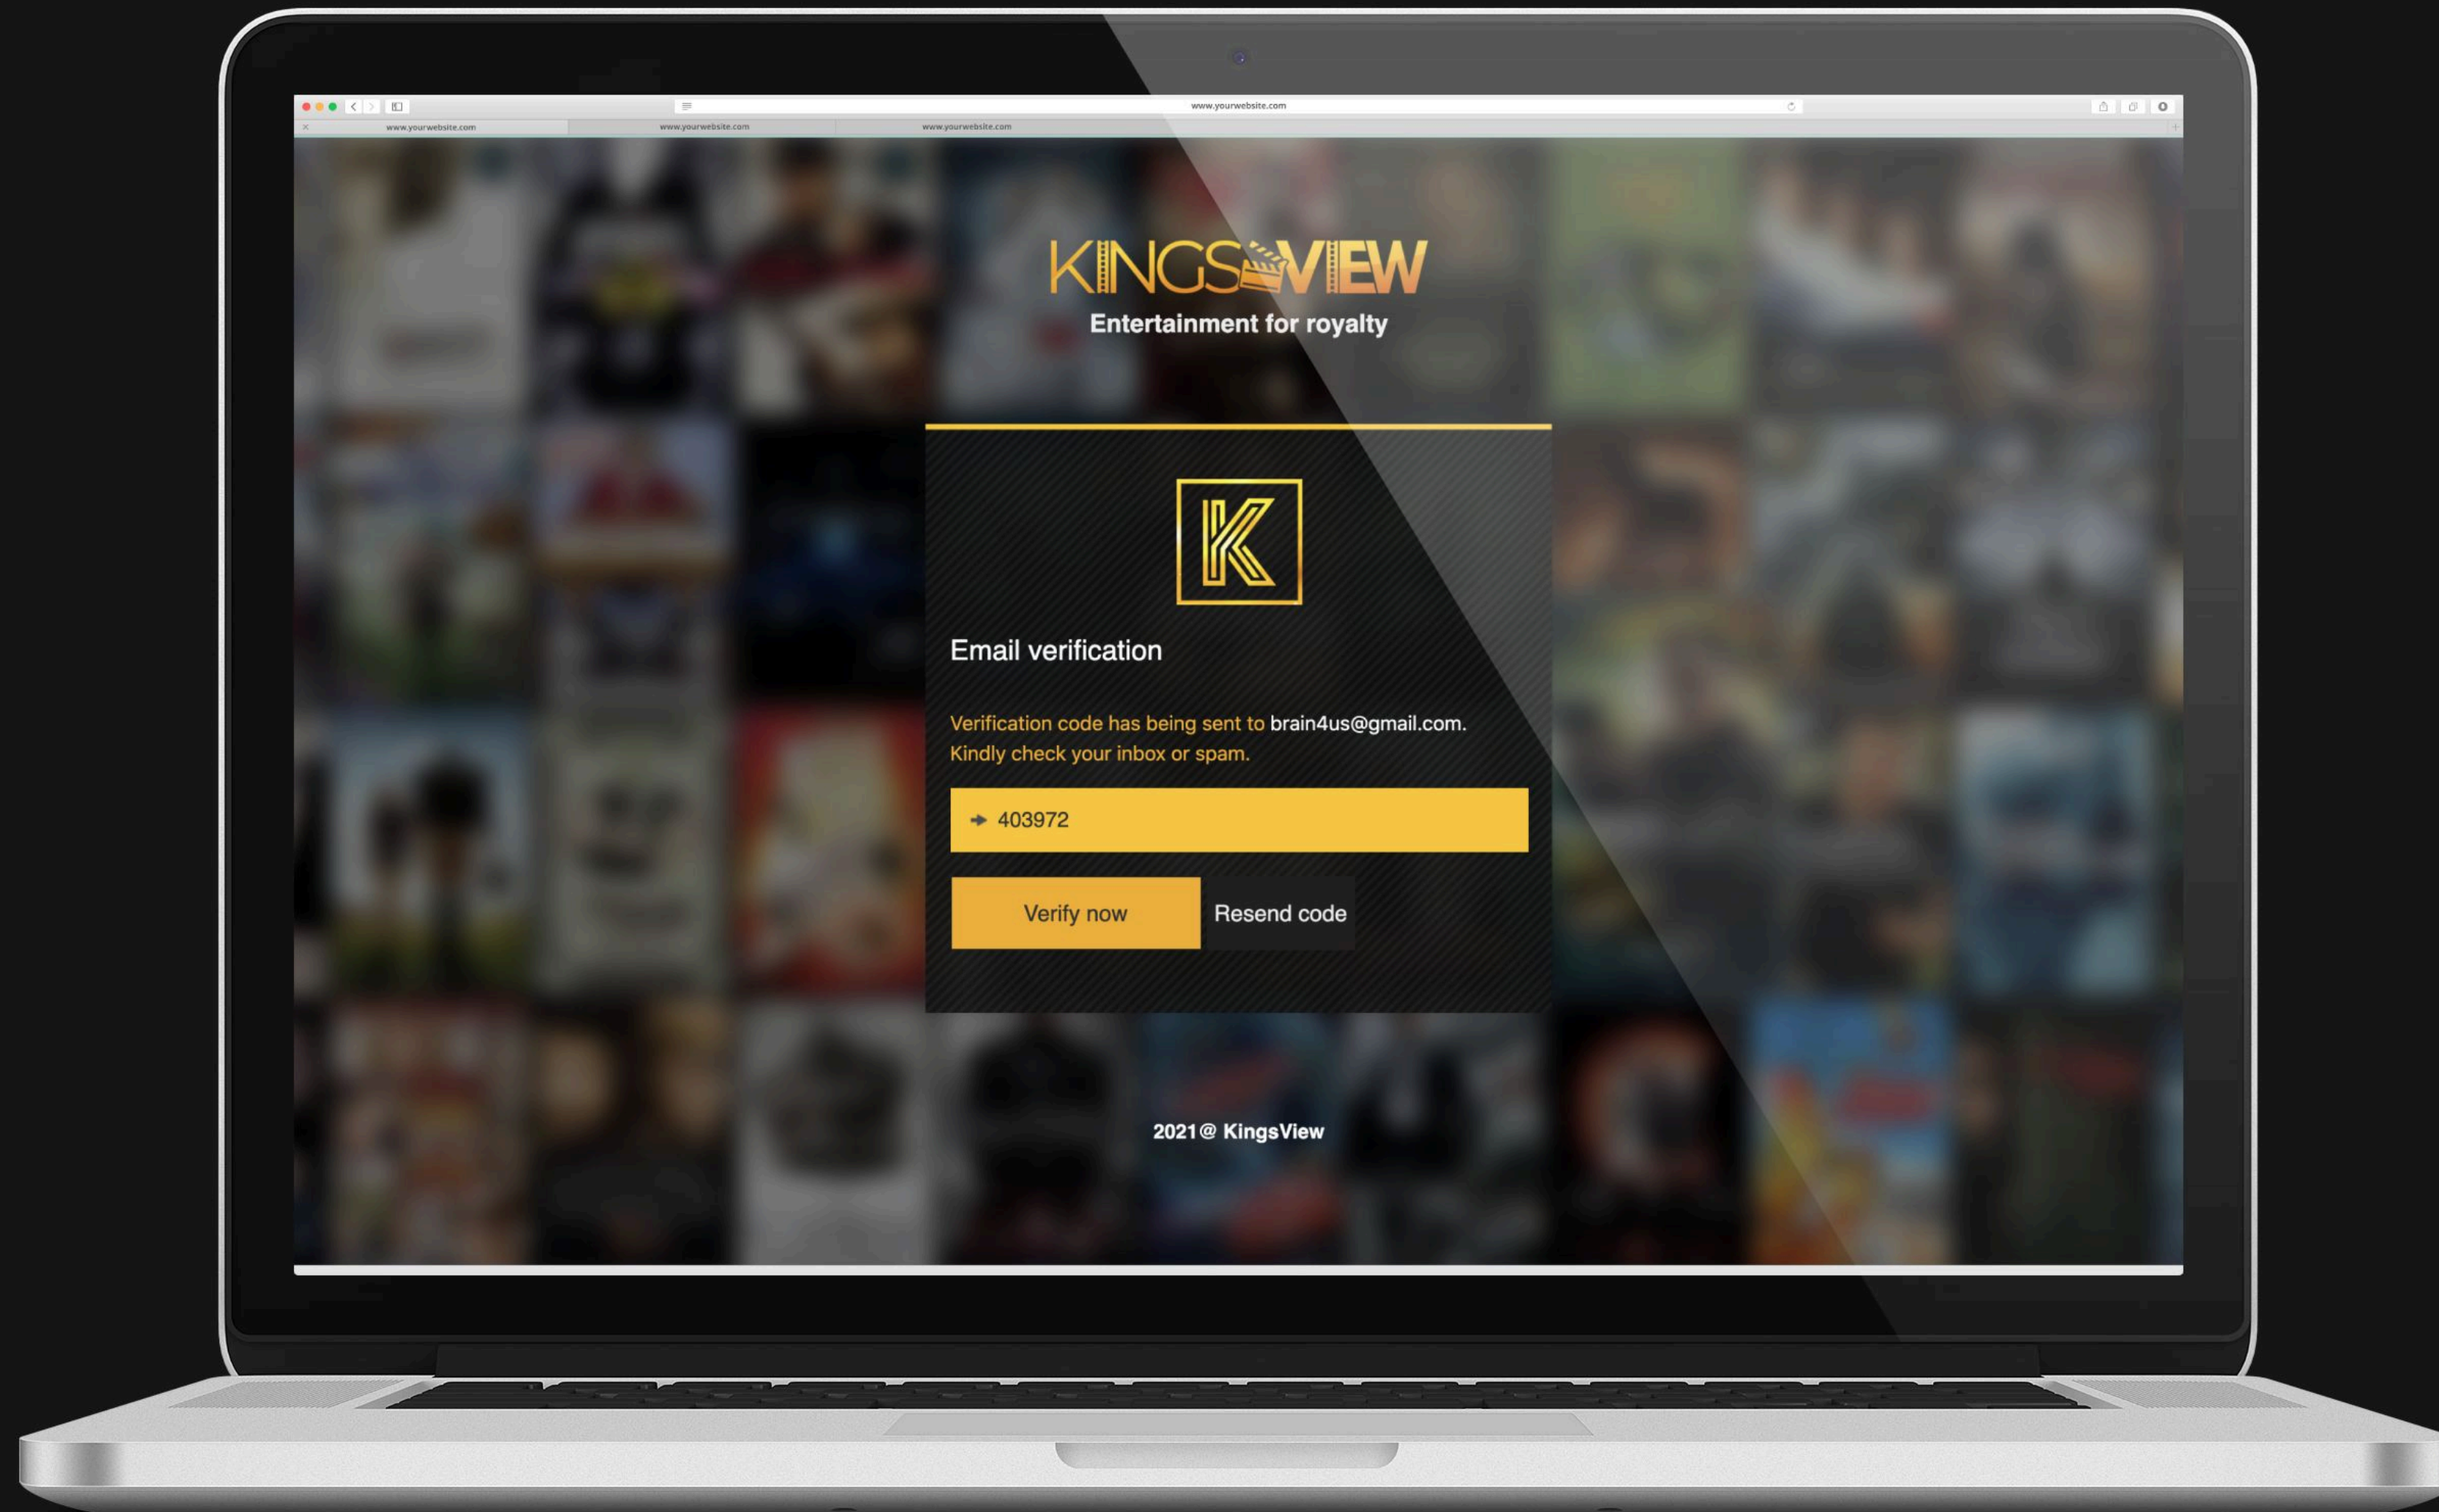 www.yourwebsite.com
www.yourwebsite.com
www.yourwebsite.com
www.yourwebsite.com
KINGSVIEW
Entertainment for royalty
K
Email verification
Verification code has being sent to brain4us@gmail.com.
Kindly check your inbox or spam.
403972
Verify now
Resend code
2021@ KingsView